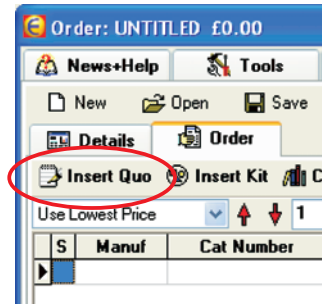 Order: UNTITLED £0.00
News+Help Tools
New Open Save
Details Order
Insert Quo Insert Kit C
Use Lowest Price 1
S Manuf Cat Number